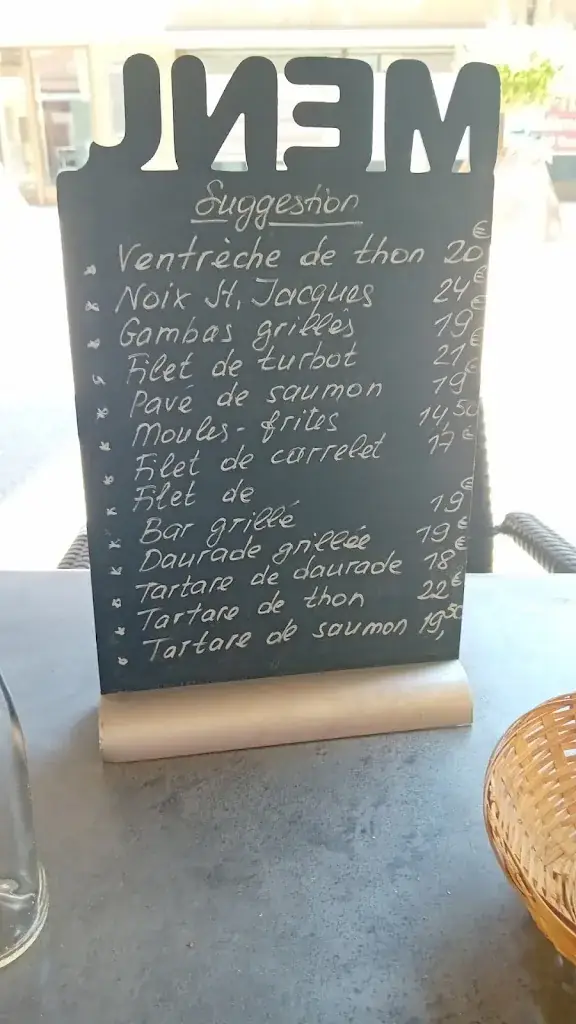 MENU
Suggestion
* Ventrèche de thon 20€
* Noix St. Jacques 24€
* Gambas grillés 19€
* Filet de turbot 21€
* Pavé de saumon 19€
* Moules-frites 14,50
* Filet de carrelet 17€
* Filet de
* Bar grillé 19€
* Daurade grillée 19€
* Tartare de daurade 18€
* Tartare de thon 22€
* Tartare de saumon 19,50